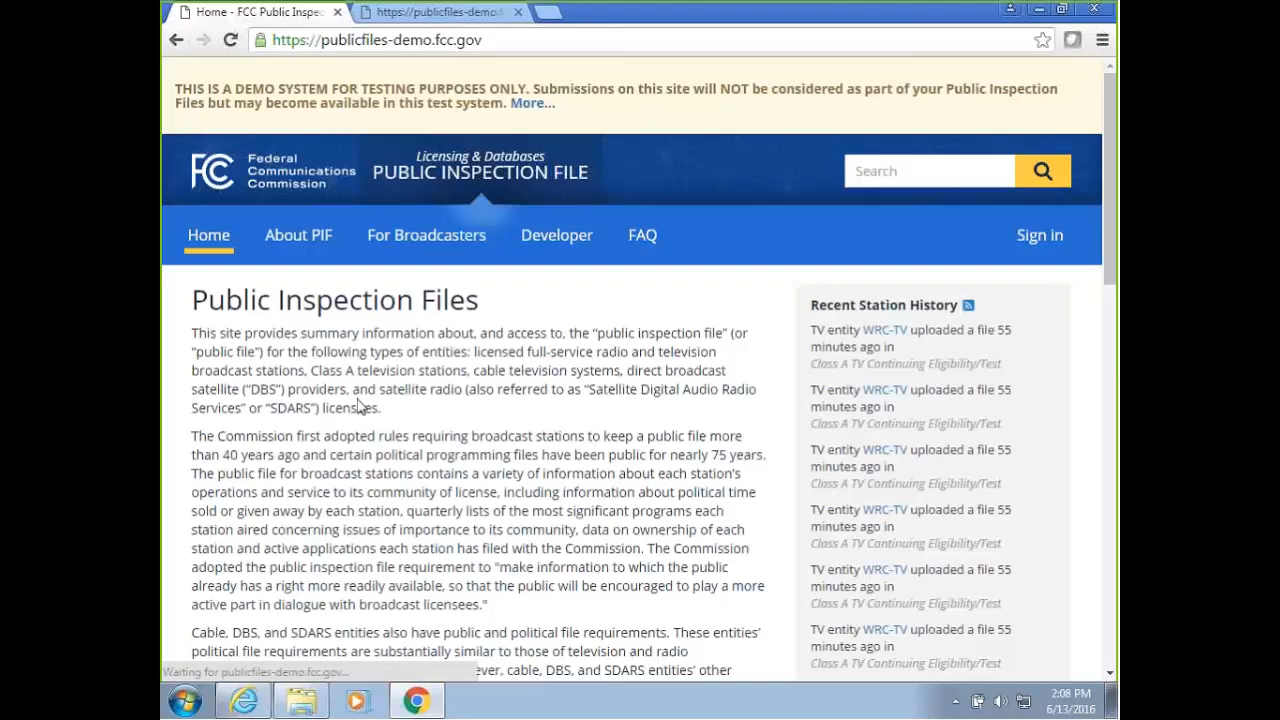 Home - FCC Public Inspec
https://publicfiles-demo.
https://publicfiles-demo.fcc.gov
THIS IS A DEMO SYSTEM FOR TESTING PURPOSES ONLY. Submissions on this site will NOT be considered as part of your Public Inspection
Files but may become available in this test system. More...
FCC
Federal
Communications
Commission
Licensing & Databases
PUBLIC INSPECTION FILE
Search
Home
About PIF
For Broadcasters
Developer
FAQ
Sign in
Public Inspection Files
This site provides summary information about, and access to, the “public inspection file” (or
“public file”) for the following types of entities: licensed full-service radio and television
broadcast stations, Class A television stations, cable television systems, direct broadcast
satellite (“DBS”) providers, and satellite radio (also referred to as “Satellite Digital Audio Radio
Services” or “SDARS”) licensees.
The Commission first adopted rules requiring broadcast stations to keep a public file more
than 40 years ago and certain political programming files have been public for nearly 75 years.
The public file for broadcast stations contains a variety of information about each station’s
operations and service to its community of license, including information about political time
sold or given away by each station, quarterly lists of the most significant programs each
station aired concerning issues of importance to its community, data on ownership of each
station and active applications each station has filed with the Commission. The Commission
adopted the public inspection file requirement to “make information to which the public
already has a right more readily available, so that the public will be encouraged to play a more
active part in dialogue with broadcast licensees.”
Cable, DBS, and SDARS entities also have public and political file requirements. These entities’
political file requirements are substantially similar to those of television and radio
ever, cable, DBS, and SDARS entities’ other
Recent Station History
TV entity WRC-TV uploaded a file 55
minutes ago in
Class A TV Continuing Eligibility/Test
TV entity WRC-TV uploaded a file 55
minutes ago in
Class A TV Continuing Eligibility/Test
TV entity WRC-TV uploaded a file 55
minutes ago in
Class A TV Continuing Eligibility/Test
TV entity WRC-TV uploaded a file 55
minutes ago in
Class A TV Continuing Eligibility/Test
TV entity WRC-TV uploaded a file 55
minutes ago in
Class A TV Continuing Eligibility/Test
TV entity WRC-TV uploaded a file 55
minutes ago in
Class A TV Continuing Eligibility/Test
Waiting for publicfiles-demo.fcc.gov...
2:08 PM
6/13/2016